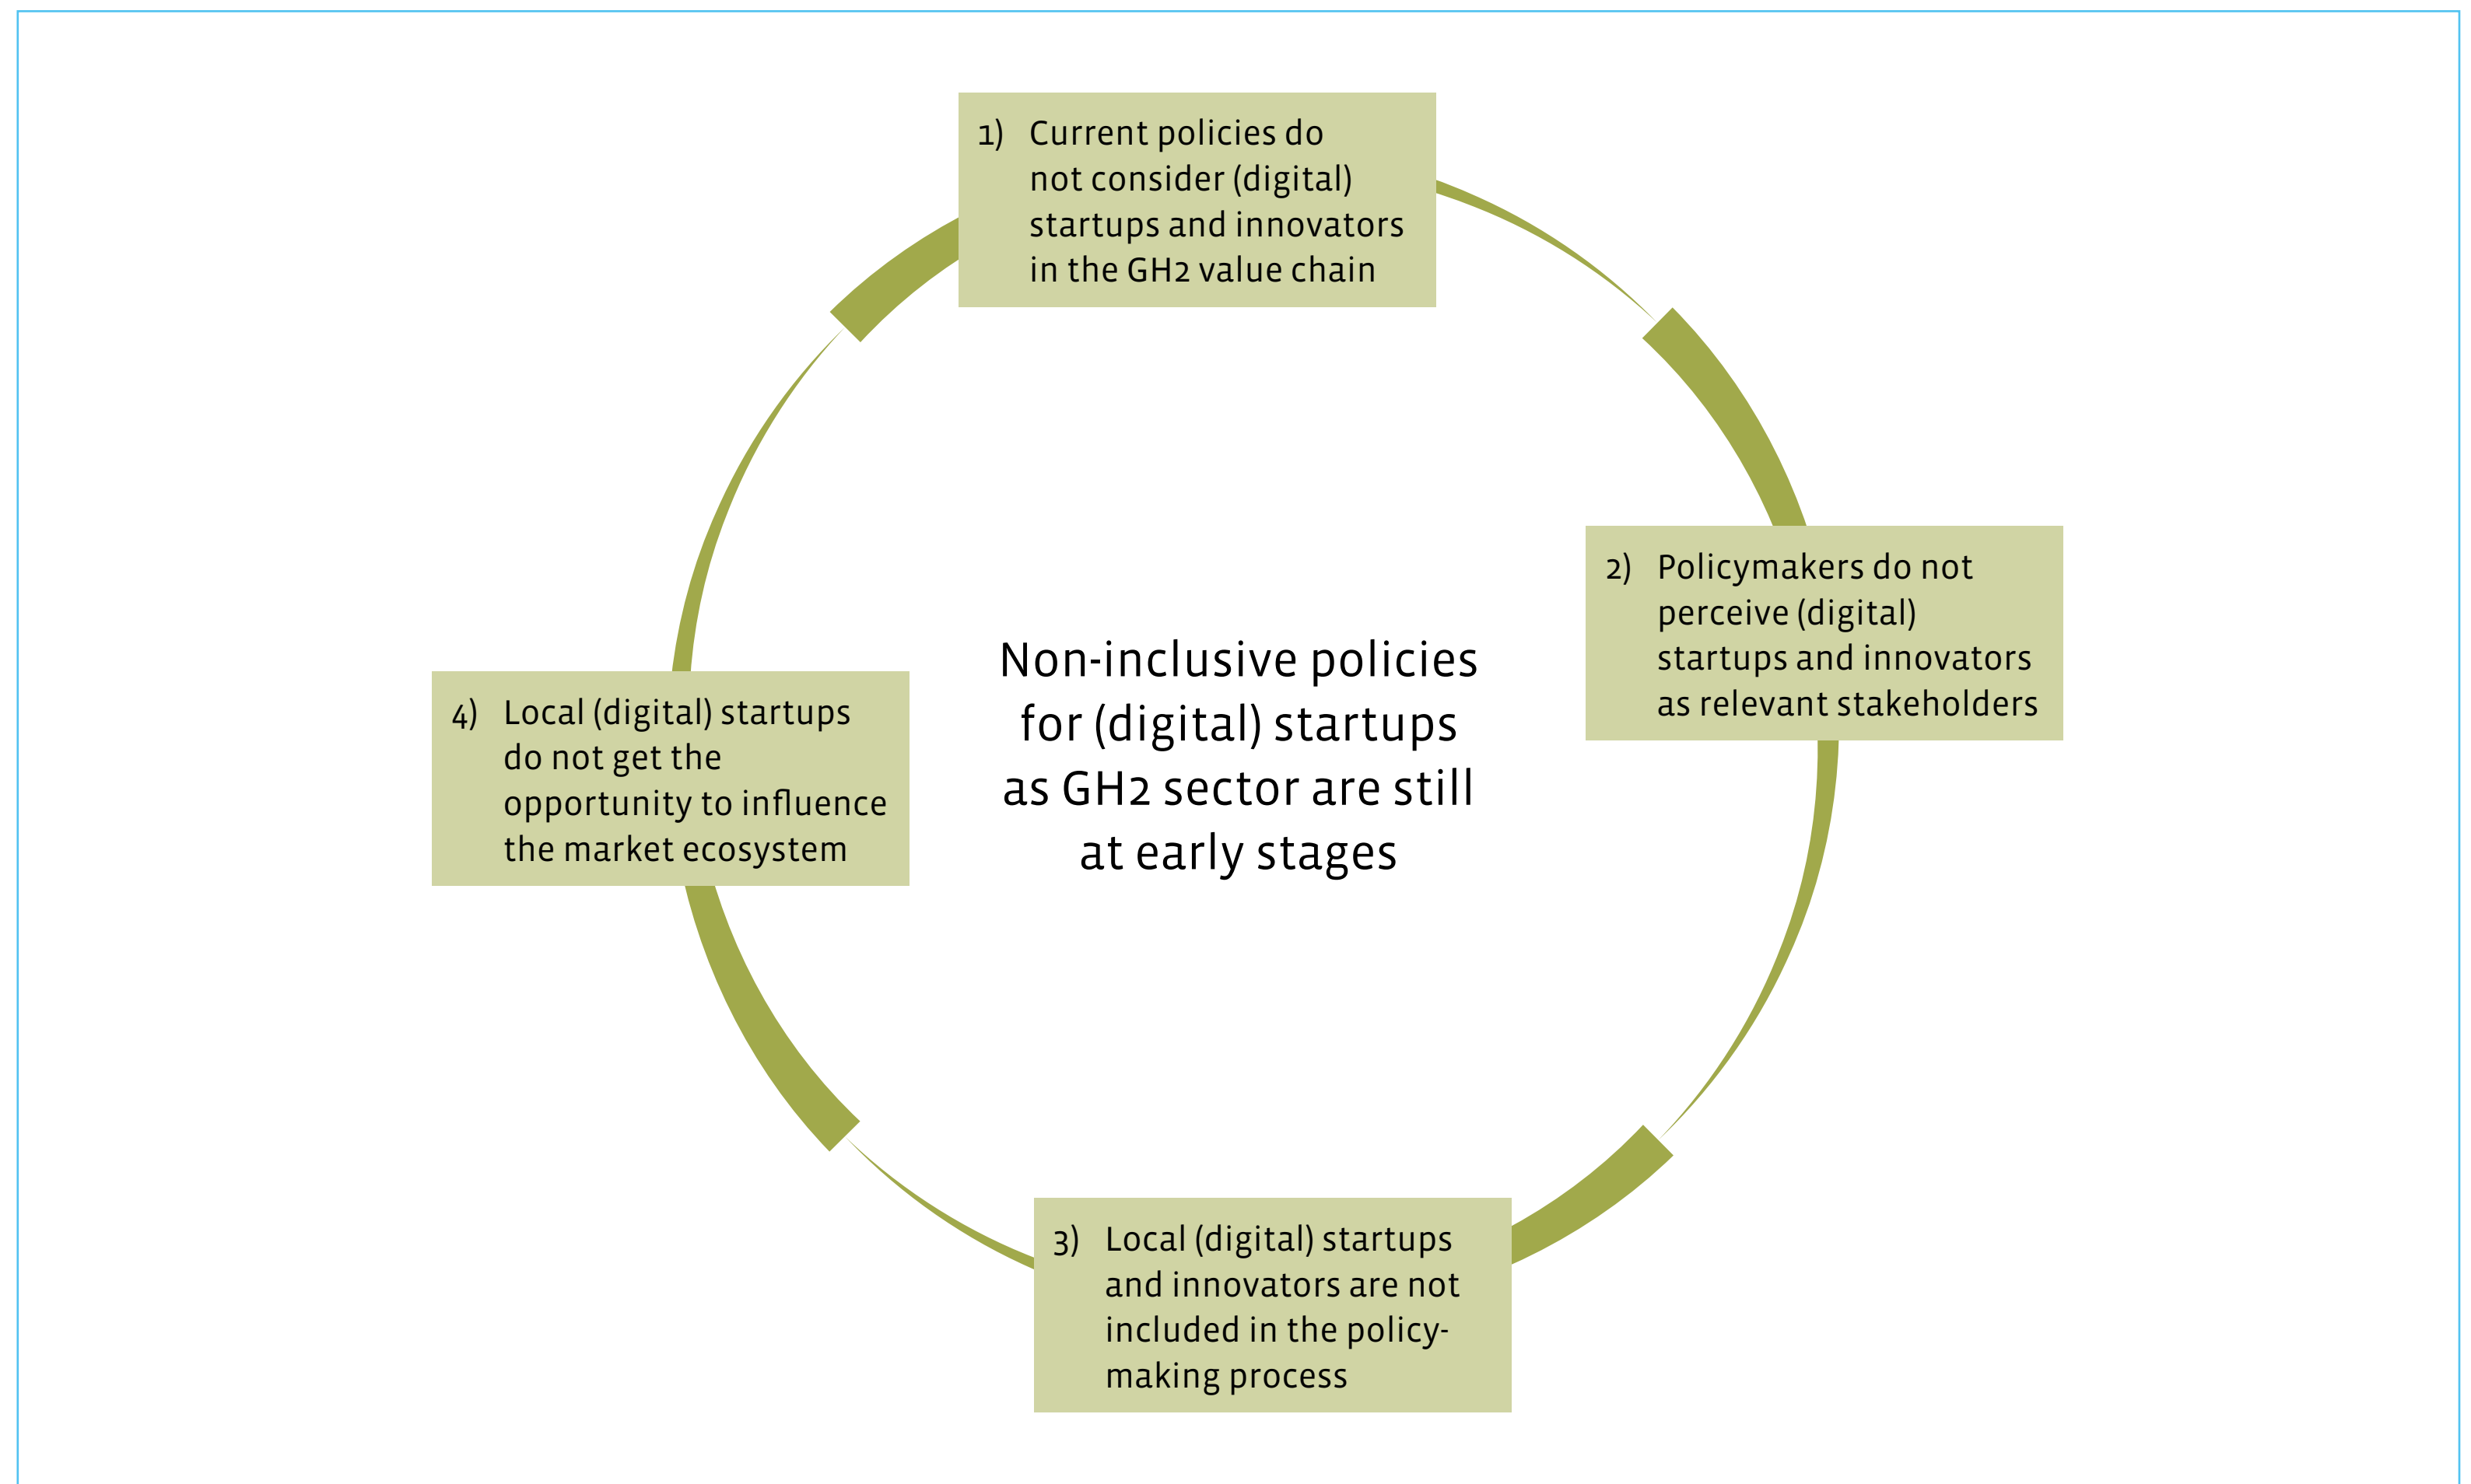 1) Current policies do
not consider (digital)
startups and innovators
in the GH2 value chain
2) Policymakers do not
perceive (digital)
startups and innovators
as relevant stakeholders
Non-inclusive policies
for (digital) startups
as GH2 sector are still
at early stages
4) Local (digital) startups
do not get the
opportunity to influence
the market ecosystem
3) Local (digital) startups
and innovators are not
included in the policy-
making process